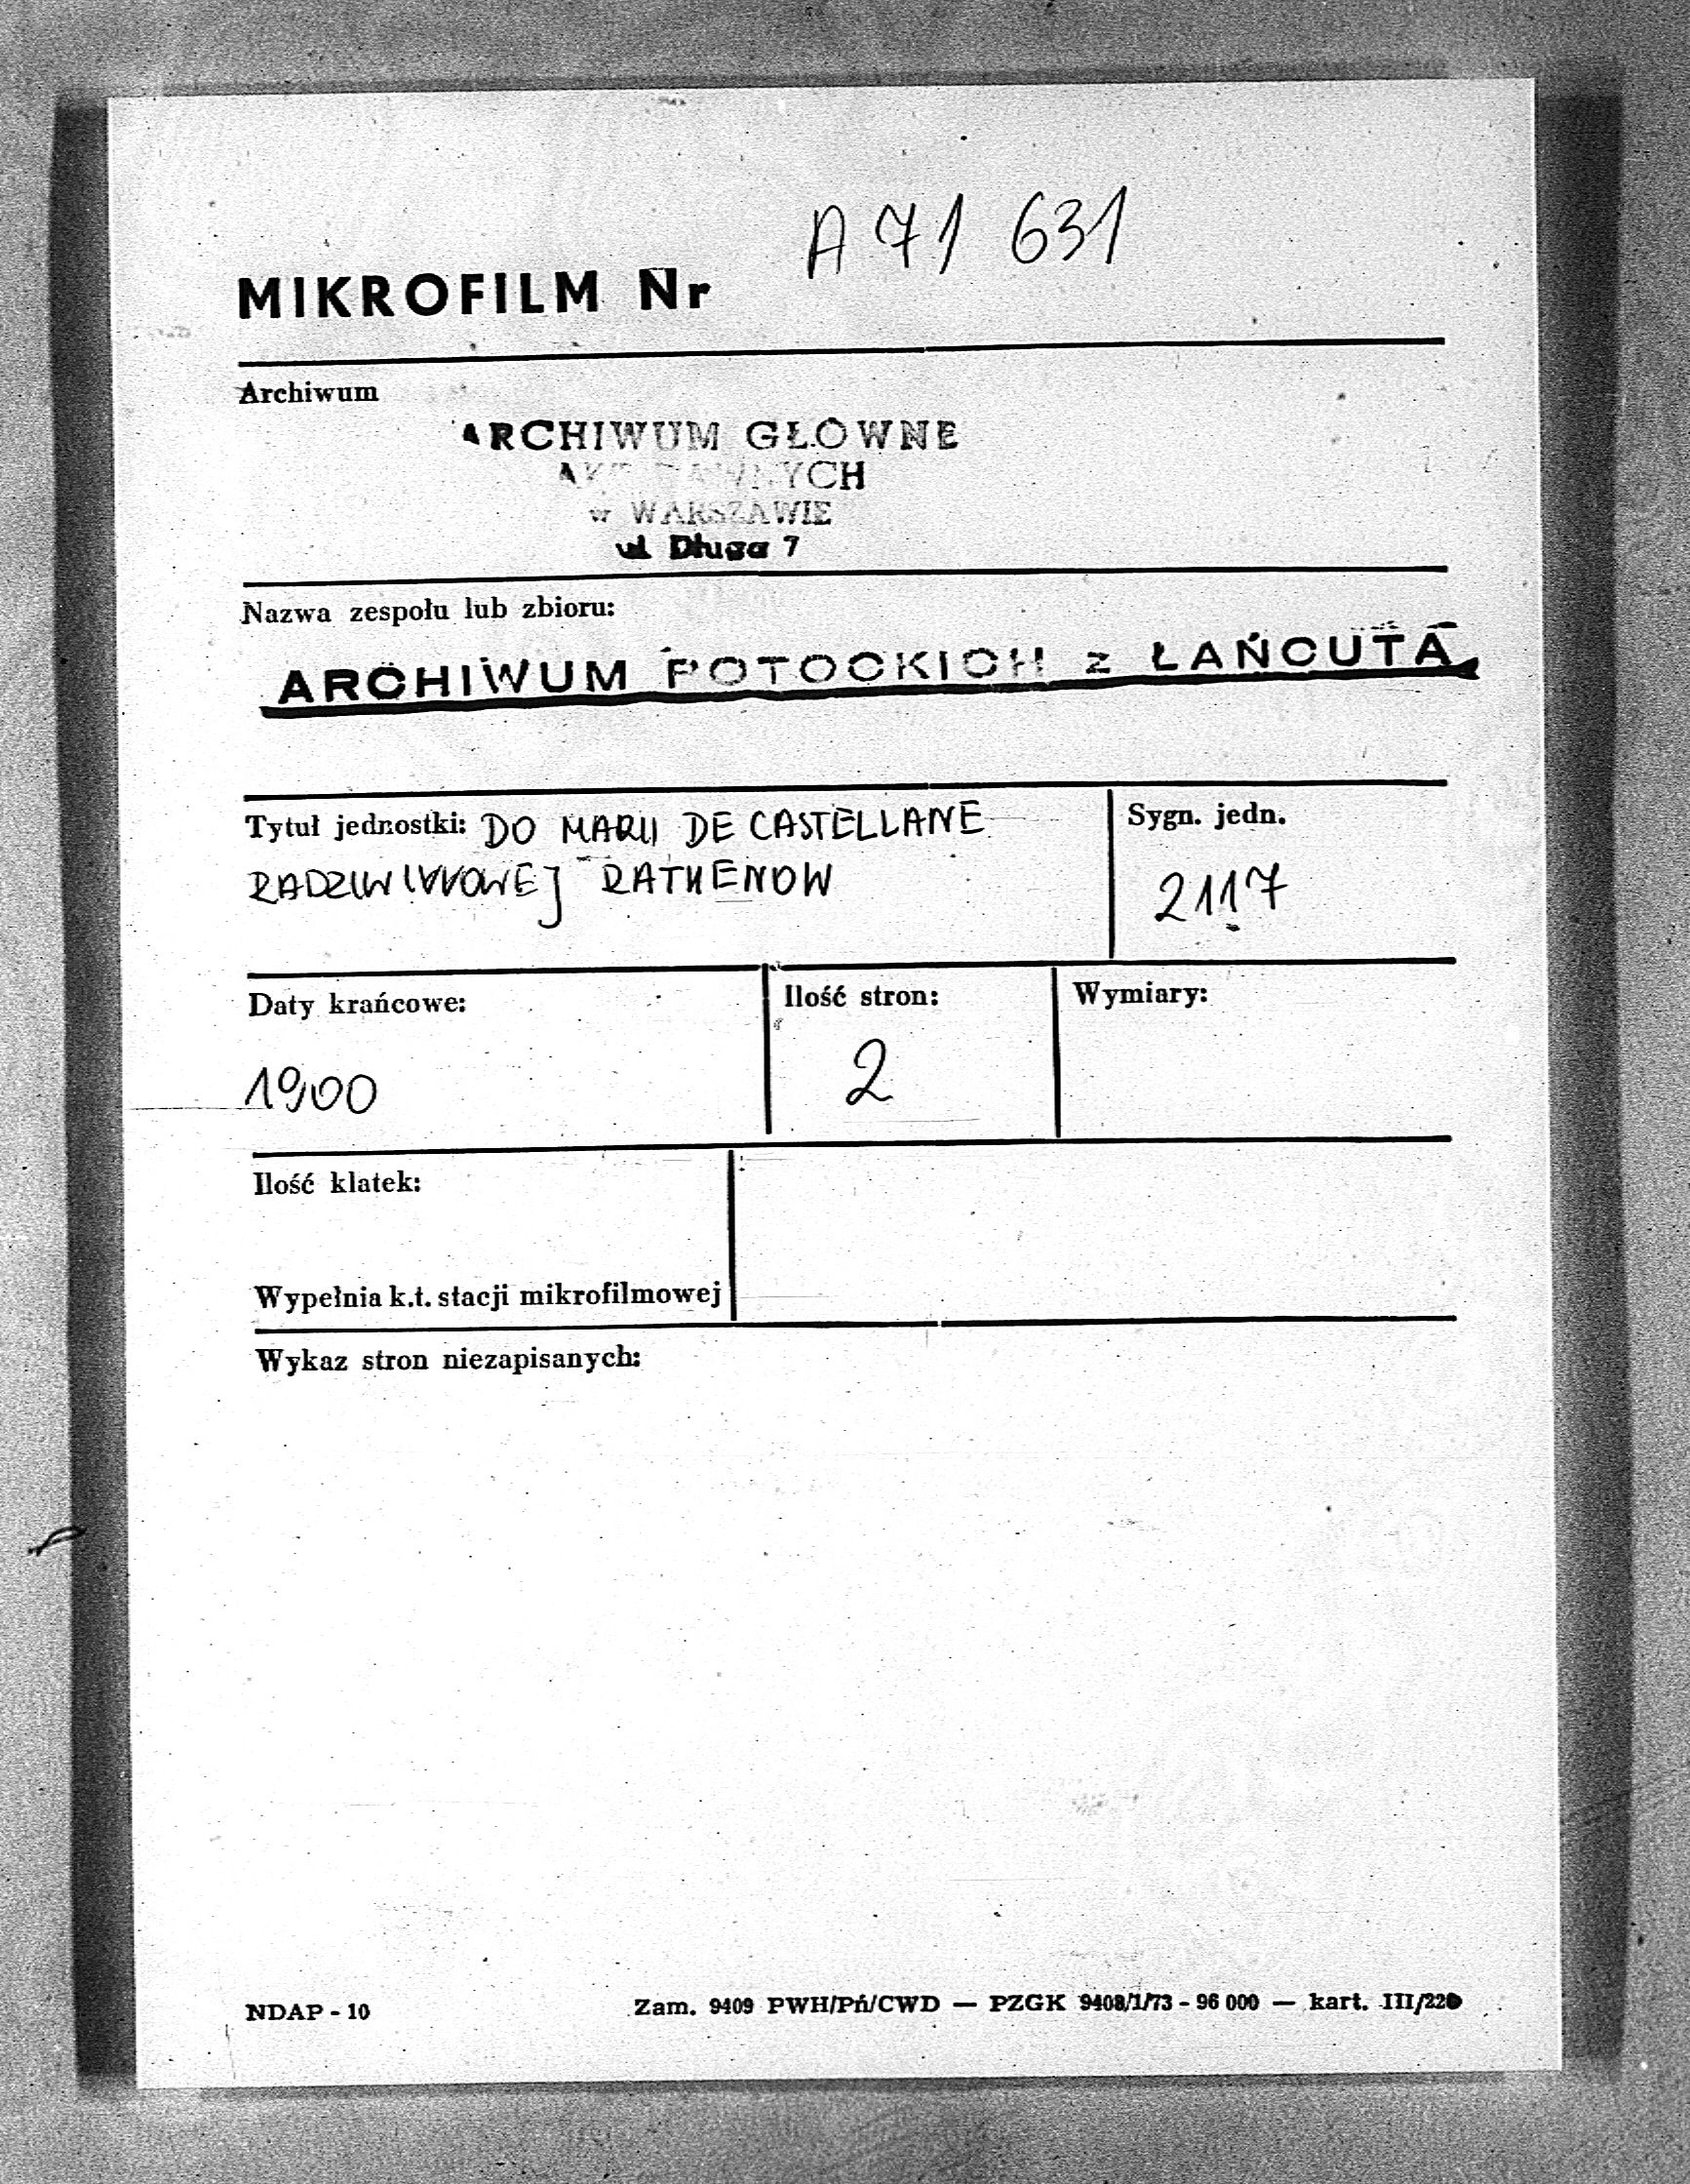 A 71 631
MIKROFILM Nr
Archiwum
ARCHIWUM GŁÓWNE
AKT DAWNYCH
w WARSZAWIE
ul Długa 7
Nazwa zespołu lub zbioru:
ARCHIWUM POTOCKICH z ŁAŃCUTA
Tytuł jednostki: DO MARII DE CASTELLANE
RADZIWIŁŁOWEJ RATHENOW
Sygn. jedn.
2117
Daty krańcowe:
1900
Ilość stron:
2
Wymiary:
Ilość klatek:
Wypełnia k.t. stacji mikrofilmowej
Wykaz stron niezapisanych:
NDAP - 10
Zam. 9409 PWH/Pń/CWD — PZGK 9408/1/73 - 96 000 — kart. III/220